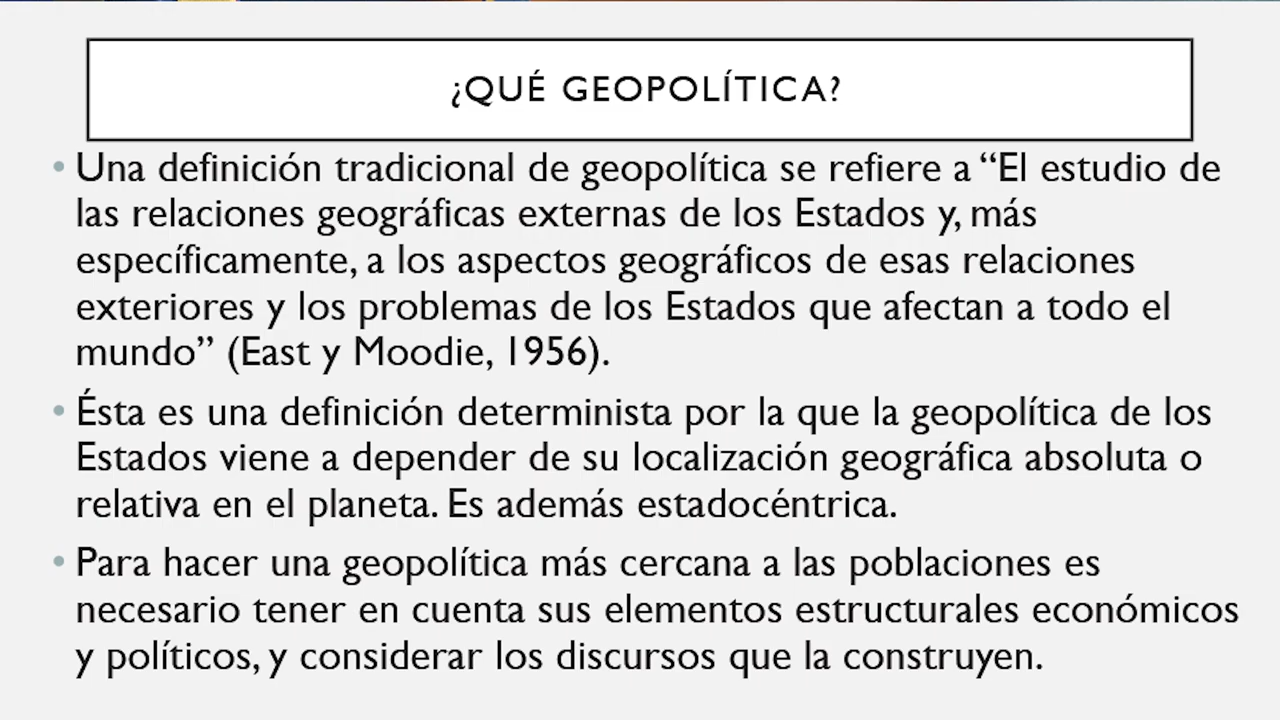 ¿QUÉ GEOPOLÍTICA?
• Una definición tradicional de geopolítica se refiere a “El estudio de
las relaciones geográficas externas de los Estados y, más
específicamente, a los aspectos geográficos de esas relaciones
exteriores y los problemas de los Estados que afectan a todo el
mundo” (East y Moodie, 1956).
• Ésta es una definición determinista por la que la geopolítica de los
Estados viene a depender de su localización geográfica absoluta o
relativa en el planeta. Es además estadocéntrica.
• Para hacer una geopolítica más cercana a las poblaciones es
necesario tener en cuenta sus elementos estructurales económicos
y políticos, y considerar los discursos que la construyen.